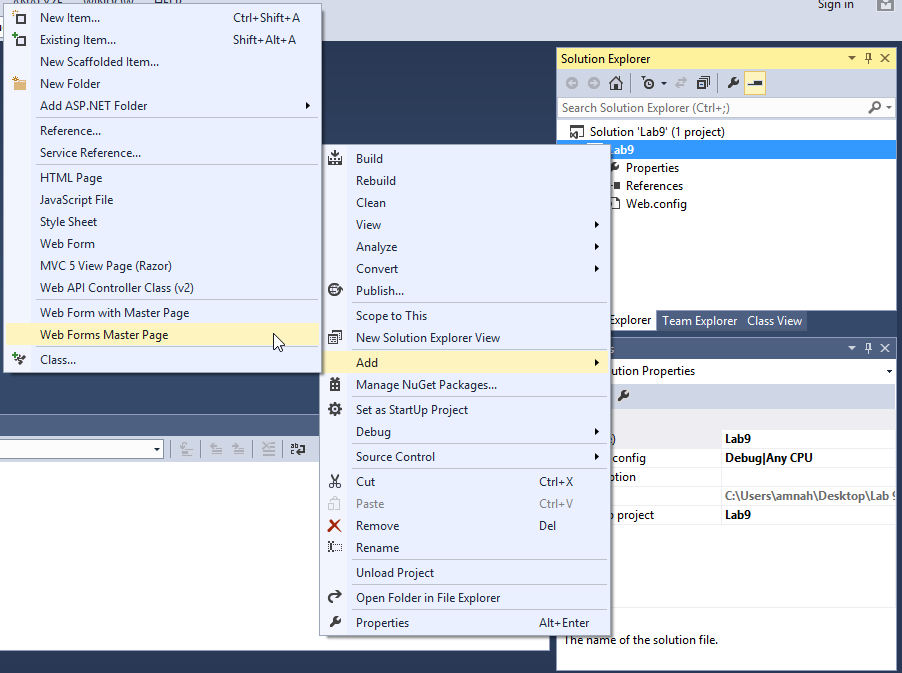 ANALYZE WINDOW HELP
Sign in
New Item... Ctrl+Shift+A
Existing Item... Shift+Alt+A
New Scaffolded Item...
New Folder
Add ASP.NET Folder
Reference...
Service Reference...
HTML Page
JavaScript File
Style Sheet
Web Form
MVC 5 View Page (Razor)
Web API Controller Class (v2)
Web Form with Master Page
Web Forms Master Page
Class...
Build
Rebuild
Clean
View
Analyze
Convert
Publish...
Scope to This
New Solution Explorer View
Add
Manage NuGet Packages...
Set as StartUp Project
Debug
Source Control
Cut Ctrl+X
Paste Ctrl+V
Remove Del
Rename
Unload Project
Open Folder in File Explorer
Properties Alt+Enter
Solution Explorer
Search Solution Explorer (Ctrl+;)
Solution 'Lab9' (1 project)
Lab9
Properties
References
Web.config
Explorer Team Explorer Class View
ution Properties
Lab9
config Debug|Any CPU
ption
C:\Users\amnah\Desktop\Lab 9
project Lab9
The name of the solution file.